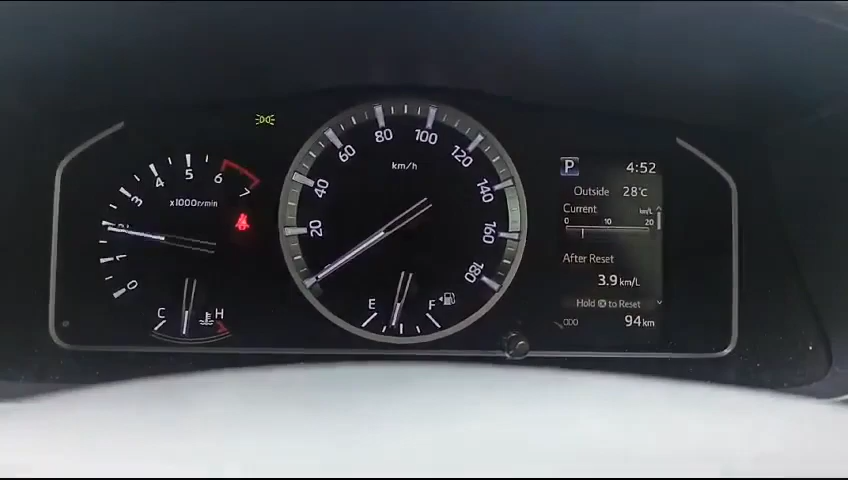 0
1
2
3
4
5
6
7
x1000r/min
C
H
20
40
60
80
100
120
140
160
180
km/h
E
F
P
4:52
Outside 28°C
Current km/L
0 10 20
After Reset
3.9 km/L
to Reset
Hold
ODO 94 km